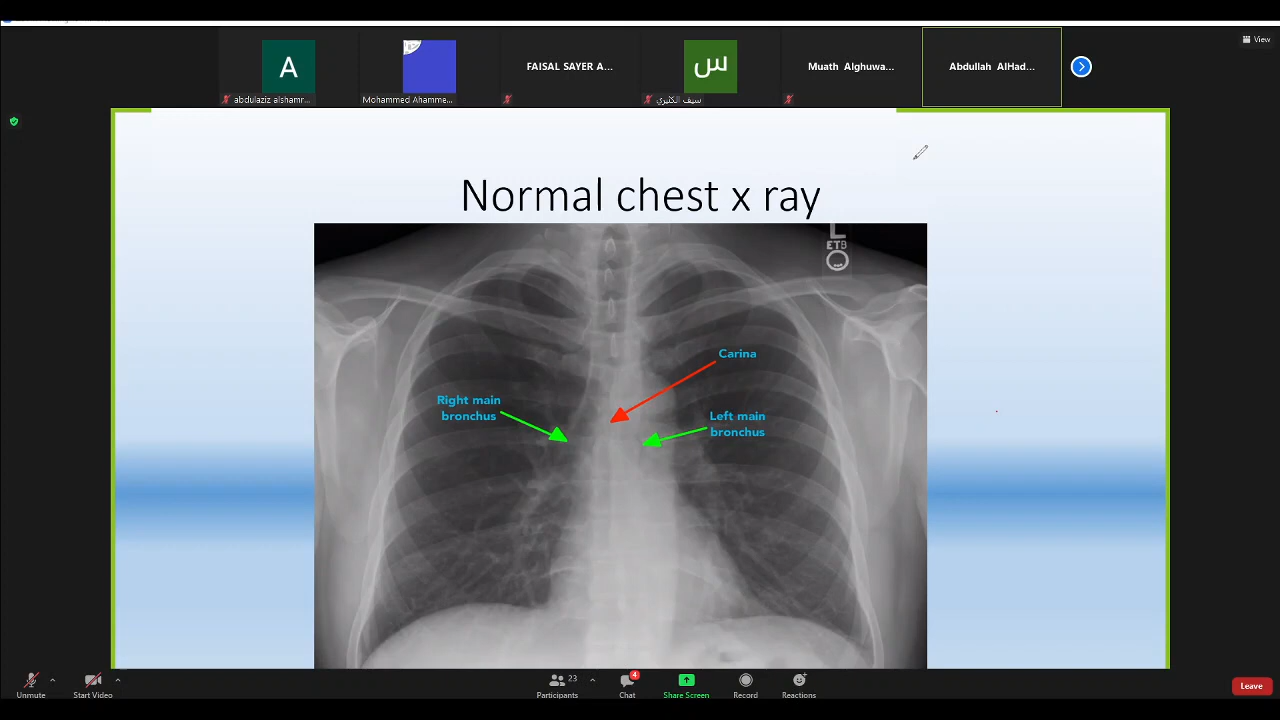 View
A
س
FAISAL SAYER A...
Muath Alghuwa...
Abdullah AlHad...
abdulaziz alshamr...
Mohammed Ahamme...
سيف الكثيري
Normal chest x ray
L
ETB
Carina
Right main
bronchus
Left main
bronchus
Unmute
Start Video
23
Participants
4
Chat
Share Screen
Record
Reactions
Leave